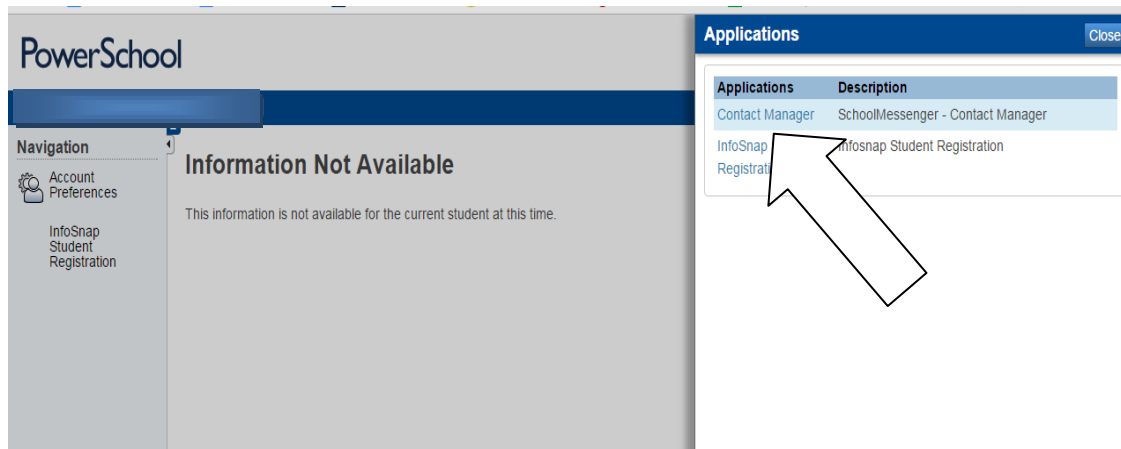 PowerSchool
Navigation
Account
Preferences
InfoSnap
Student
Registration
Information Not Available
This information is not available for the current student at this time.
Applications
Close
Applications Description
Contact Manager SchoolMessenger - Contact Manager
InfoSnap Infosnap Student Registration